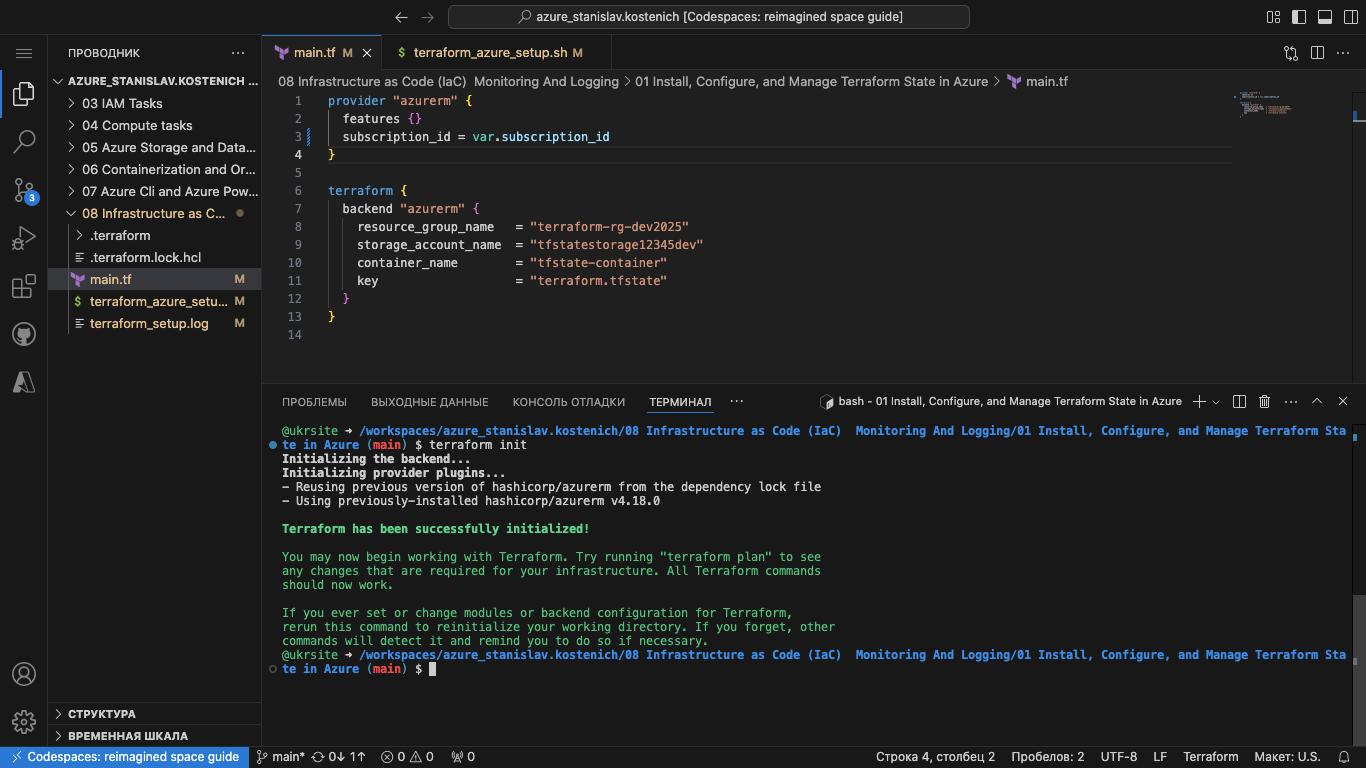 azure_stanislav.kostenich [Codespaces: reimagined space guide]
ПРОВОДНИК
main.tf M
$ terraform_azure_setup.sh M
AZURE_STANISLAV.KOSTENICH ...
03 IAM Tasks
04 Compute tasks
05 Azure Storage and Data...
06 Containerization and Or...
07 Azure Cli and Azure Pow...
08 Infrastructure as C...
.terraform
.terraform.lock.hcl
main.tf M
$ terraform_azure_setu... M
terraform_setup.log M
3
08 Infrastructure as Code (IaC)  Monitoring And Logging > 01 Install, Configure, and Manage Terraform State in Azure > main.tf
1 provider "azurerm" {
2   features {}
3   subscription_id = var.subscription_id
4 }
5
6 terraform {
7   backend "azurerm" {
8     resource_group_name   = "terraform-rg-dev2025"
9     storage_account_name  = "tfstatestorage12345dev"
10     container_name        = "tfstate-container"
11     key                   = "terraform.tfstate"
12   }
13 }
14
ПРОБЛЕМЫ ВЫХОДНЫЕ ДАННЫЕ КОНСОЛЬ ОТЛАДКИ ТЕРМИНАЛ ... bash - 01 Install, Configure, and Manage Terraform State in Azure
@ukrsite ➜ /workspaces/azure_stanislav.kostenich/08 Infrastructure as Code (IaC)  Monitoring And Logging/01 Install, Configure, and Manage Terraform Sta
te in Azure (main) $ terraform init
Initializing the backend...
Initializing provider plugins...
- Reusing previous version of hashicorp/azurerm from the dependency lock file
- Using previously-installed hashicorp/azurerm v4.18.0
Terraform has been successfully initialized!
You may now begin working with Terraform. Try running "terraform plan" to see
any changes that are required for your infrastructure. All Terraform commands
should now work.
If you ever set or change modules or backend configuration for Terraform,
rerun this command to reinitialize your working directory. If you forget, other
commands will detect it and remind you to do so if necessary.
@ukrsite ➜ /workspaces/azure_stanislav.kostenich/08 Infrastructure as Code (IaC)  Monitoring And Logging/01 Install, Configure, and Manage Terraform Sta
te in Azure (main) $
СТРУКТУРА
ВРЕМЕННАЯ ШКАЛА
Codespaces: reimagined space guide main* 0↓ 1↑ 0 0 0 Строка 4, столбец 2 Пробелов: 2 UTF-8 LF Terraform Макет: U.S.